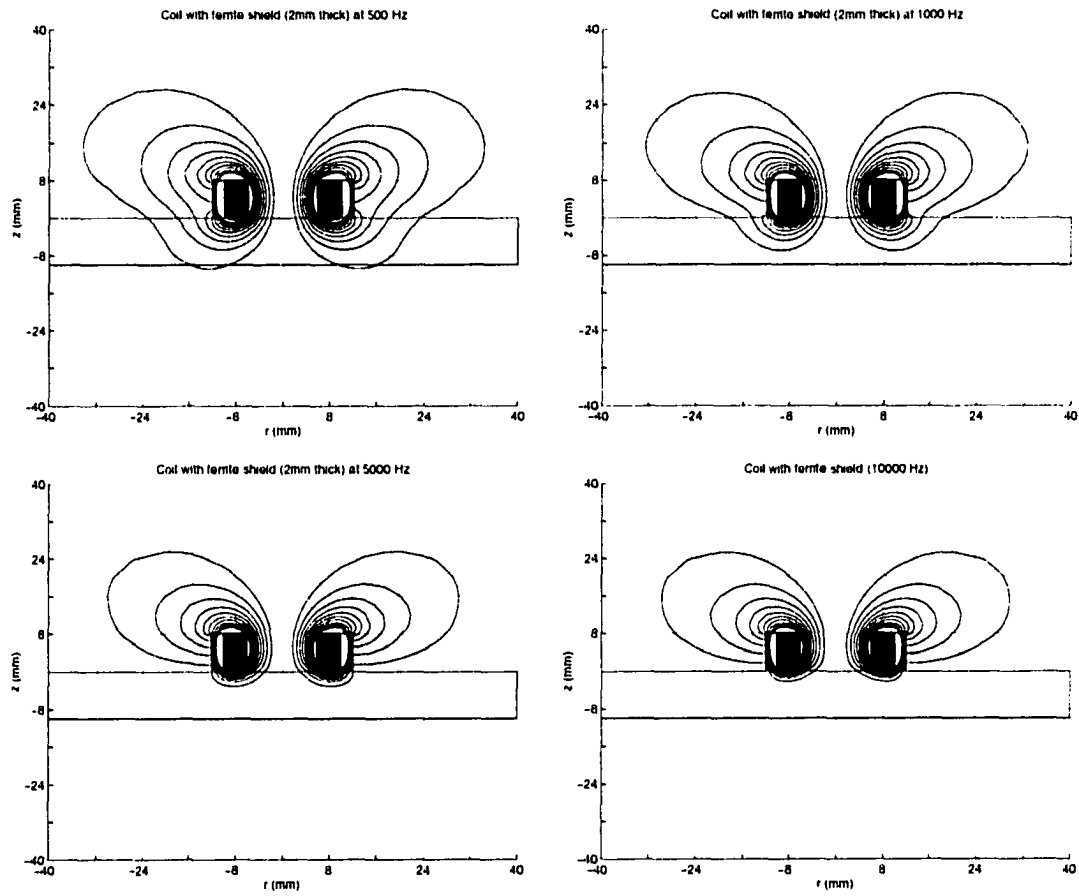 Coil with ferrite shield (2mm thick) at 500 Hz
40
24
8
-8
-24
-40
z (mm)
-40 -24 -8 8 24 40
r (mm)
Coil with ferrite shield (2mm thick) at 1000 Hz
40
24
8
-8
-24
-40
z (mm)
-40 -24 -8 8 24 40
r (mm)
Coil with ferrite shield (2mm thick) at 5000 Hz
40
24
8
-8
-24
-40
z (mm)
-40 -24 -8 8 24 40
r (mm)
Coil with ferrite shield (10000 Hz)
40
24
8
-8
-24
-40
z (mm)
-40 -24 -8 8 24 40
r (mm)